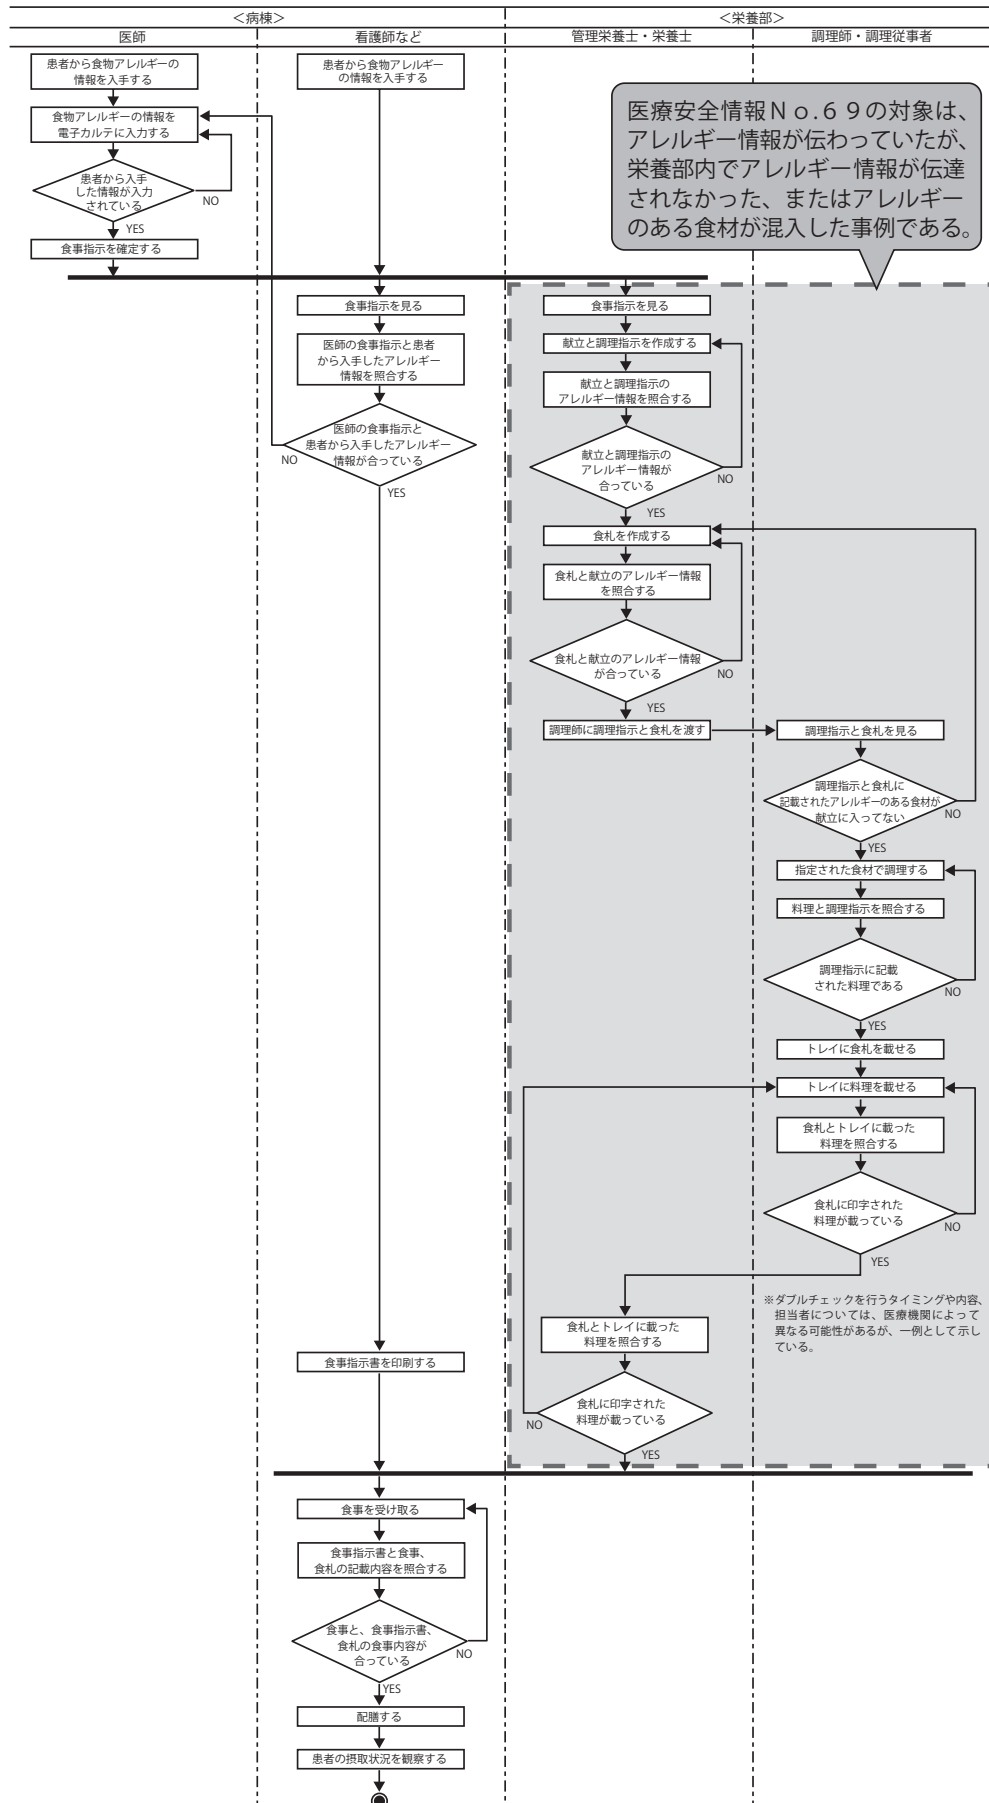 ＜病棟＞
＜栄養部＞
医師
看護師など
管理栄養士・栄養士
調理師・調理従事者
患者から食物アレルギーの
情報を入手する
食物アレルギーの情報を
電子カルテに入力する
患者から入手
した情報が入力
されている
NO
YES
食事指示を確定する
患者から食物アレルギー
の情報を入手する
医療安全情報Ｎｏ.６９の対象は、
アレルギー情報が伝わっていたが、
栄養部内でアレルギー情報が伝達
されなかった、またはアレルギー
のある食材が混入した事例である。
食事指示を見る
医師の食事指示と患者
から入手したアレルギー
情報を照合する
医師の食事指示と
患者から入手したアレルギー
情報が合っている
NO
YES
食事指示を見る
献立と調理指示を作成する
献立と調理指示の
アレルギー情報を照合する
献立と調理指示の
アレルギー情報が
合っている
NO
YES
食札を作成する
食札と献立のアレルギー情報
を照合する
食札と献立のアレルギー情報
が合っている
NO
YES
調理師に調理指示と食札を渡す
調理指示と食札を見る
調理指示と食札に
記載されたアレルギーのある食材が
献立に入ってない
NO
YES
指定された食材で調理する
料理と調理指示を照合する
調理指示に記載
された料理である
NO
YES
トレイに食札を載せる
トレイに料理を載せる
食札とトレイに載った
料理を照合する
食札に印字された
料理が載っている
NO
YES
※ダブルチェックを行うタイミングや内容、
担当者については、医療機関によって
異なる可能性があるが、一例として示し
ている。
食札とトレイに載った
料理を照合する
食札に印字された
料理が載っている
NO
YES
食事指示書を印刷する
食事を受け取る
食事指示書と食事、
食札の記載内容を照合する
食事と、食事指示書、
食札の食事内容が
合っている
NO
YES
配膳する
患者の摂取状況を観察する